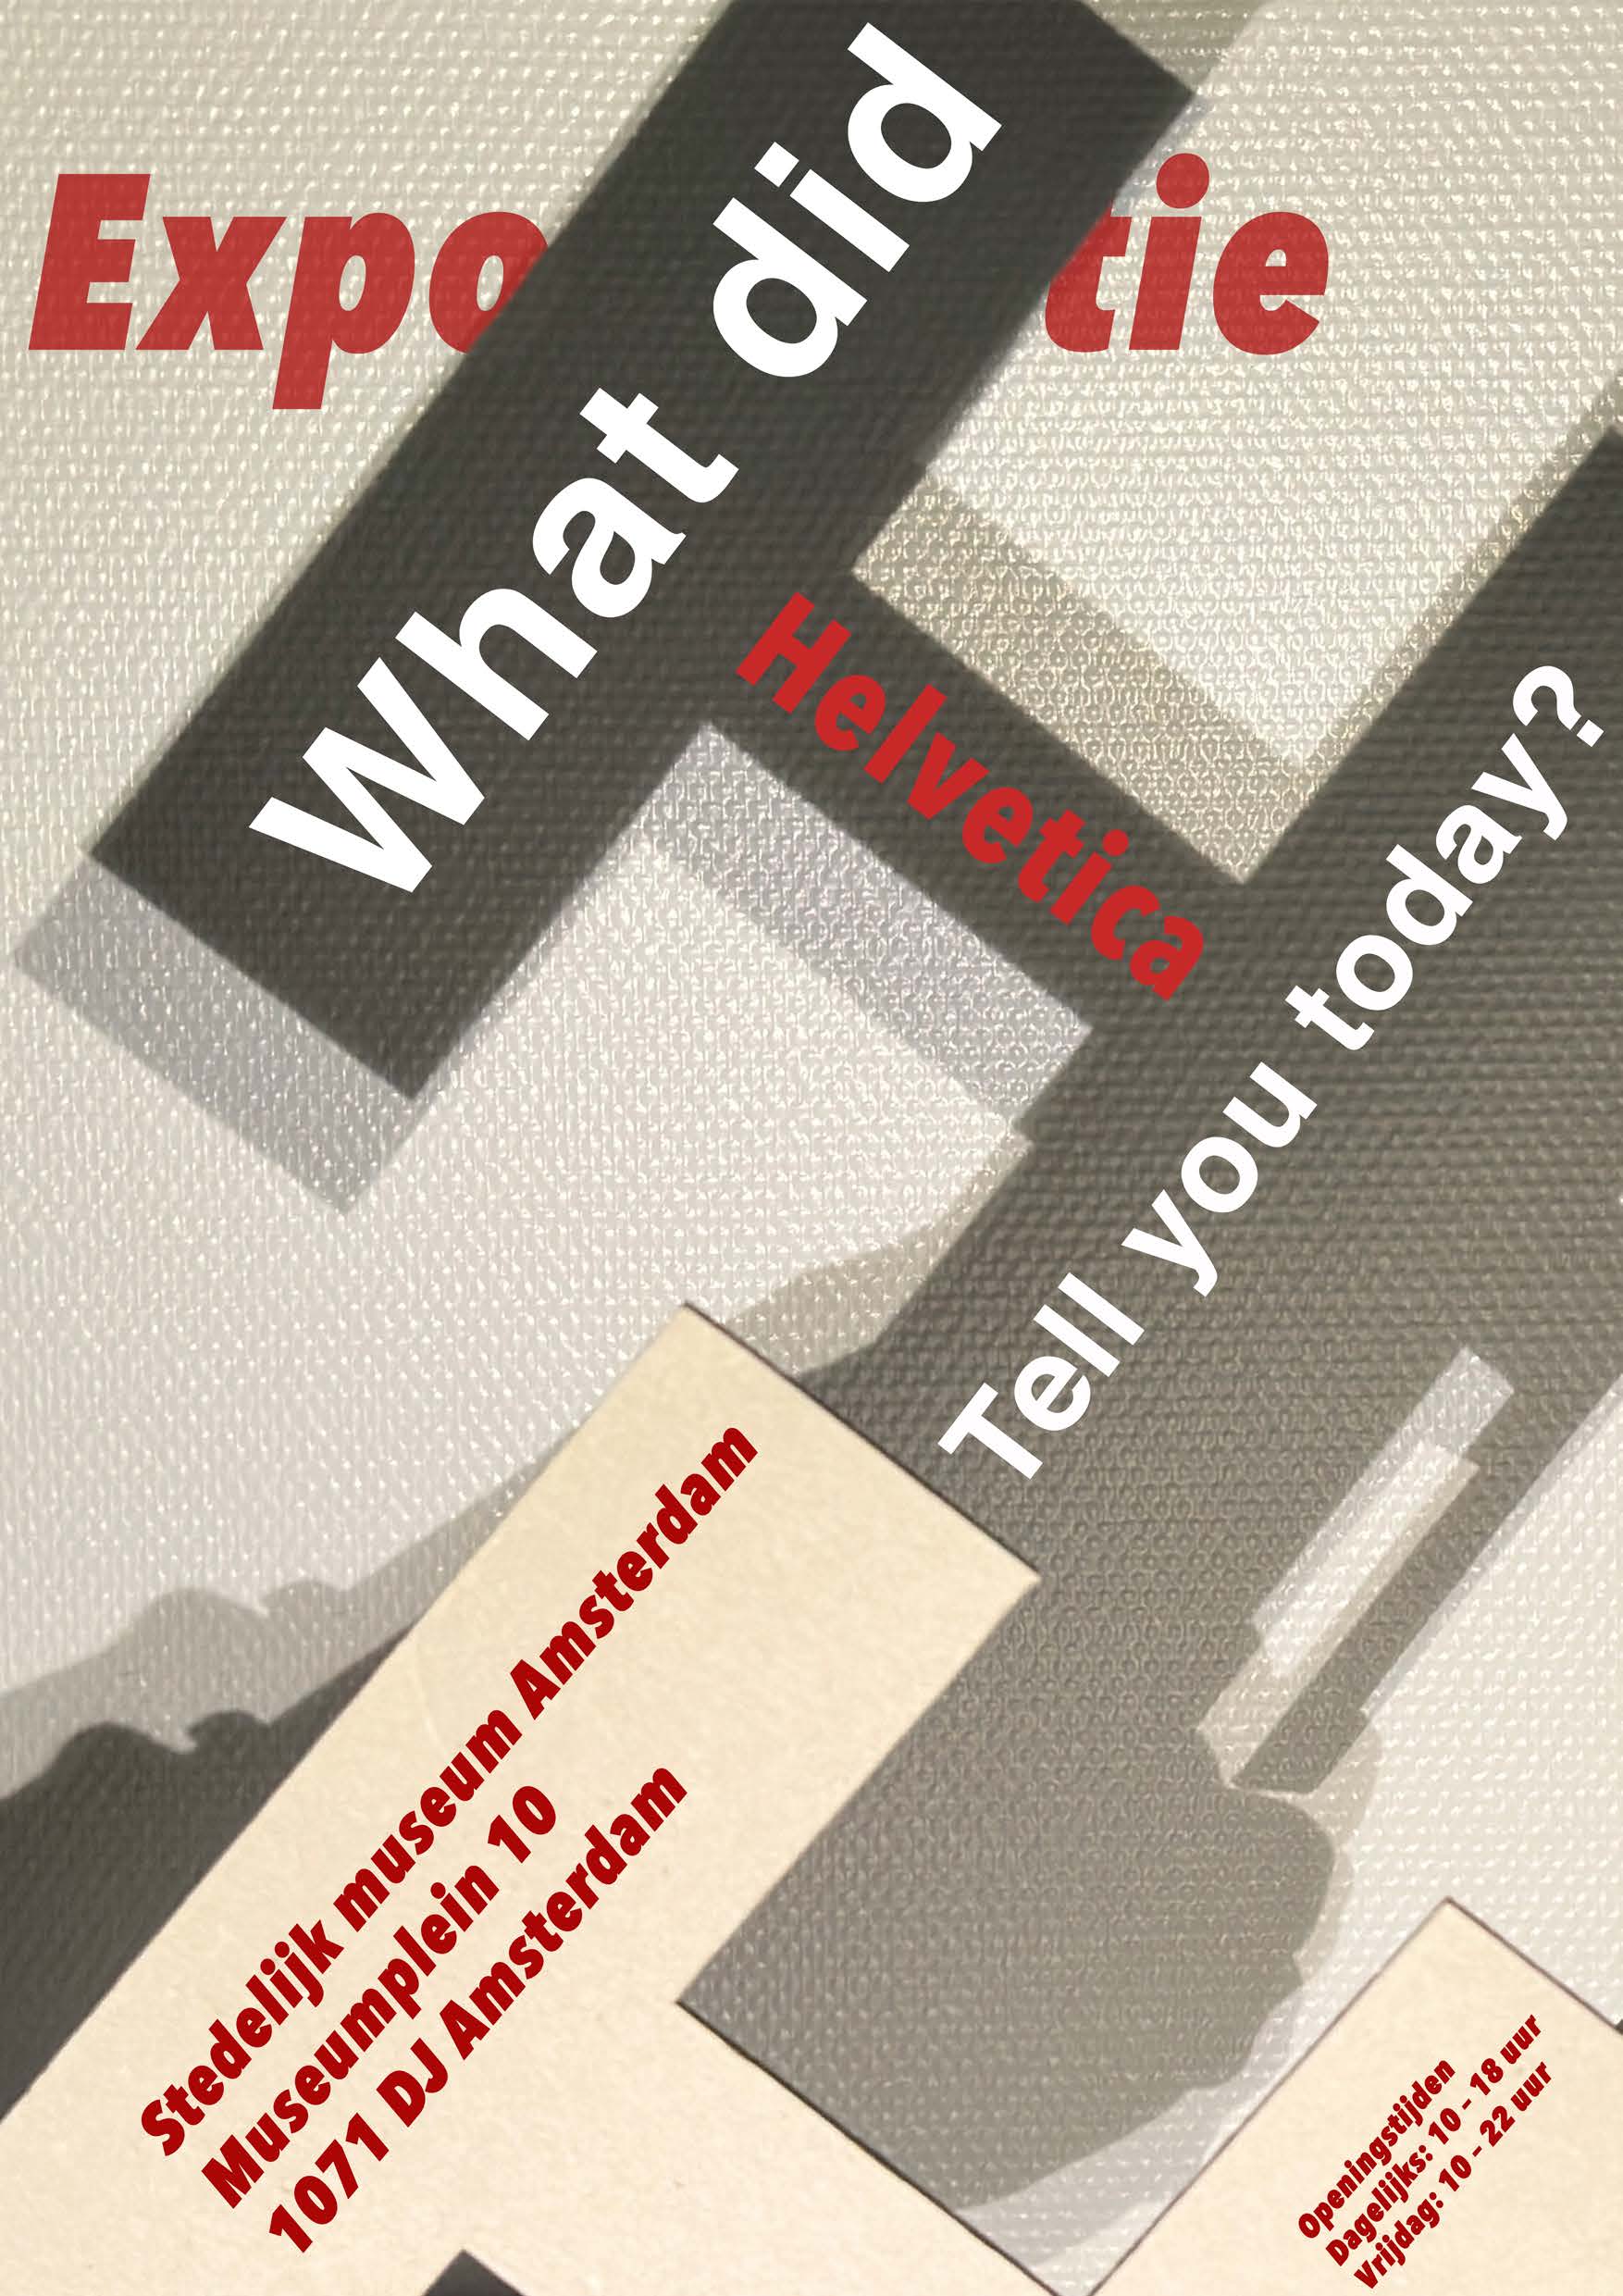 Expo tie
What did
Helvetica
Tell you today?
Stedelijk museum Amsterdam
Museumplein 10
1071 DJ Amsterdam
Openingstijden
Dagelijks: 10 - 18 uur
Vrijdag: 10 - 22 uur